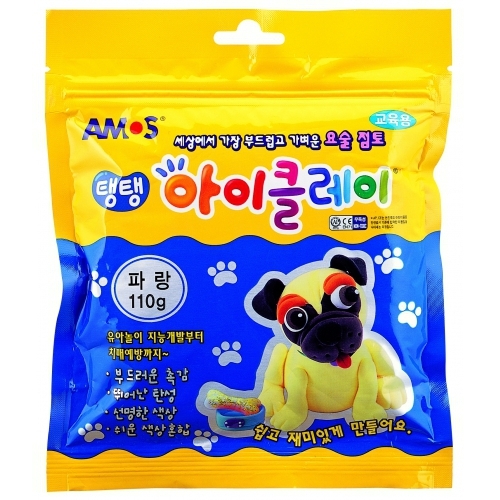 교육용
AMOS
세상에서 가장 부드럽고 가벼운 요술 점토
탱탱 아이클레이
CE
파랑
110g
유아놀이 지능개발부터
치매예방까지~
· 부드러운 촉감
· 뛰어난 탄성
· 선명한 색상
· 쉬운 색상혼합
쉽고 재미있게 만들어요.